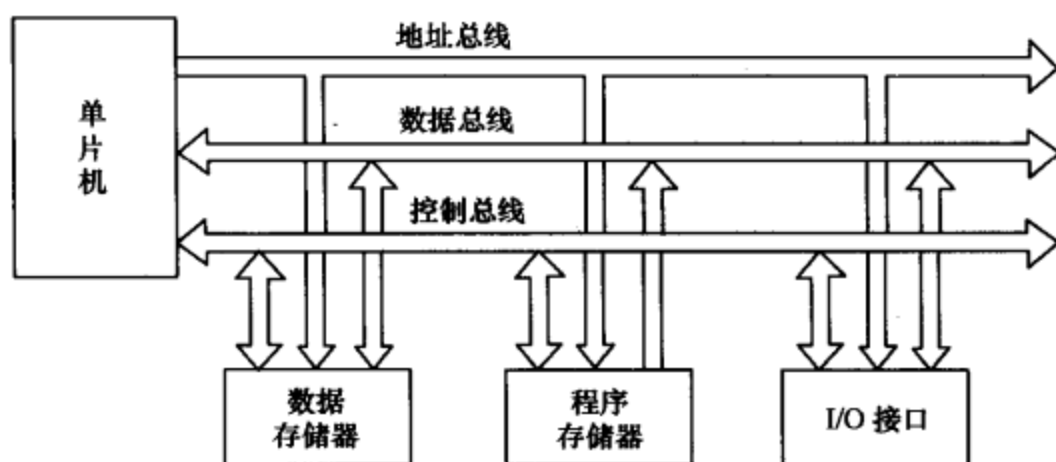 地址总线
单
片
机
数据总线
控制总线
数据
存储器
程序
存储器
I/O 接口